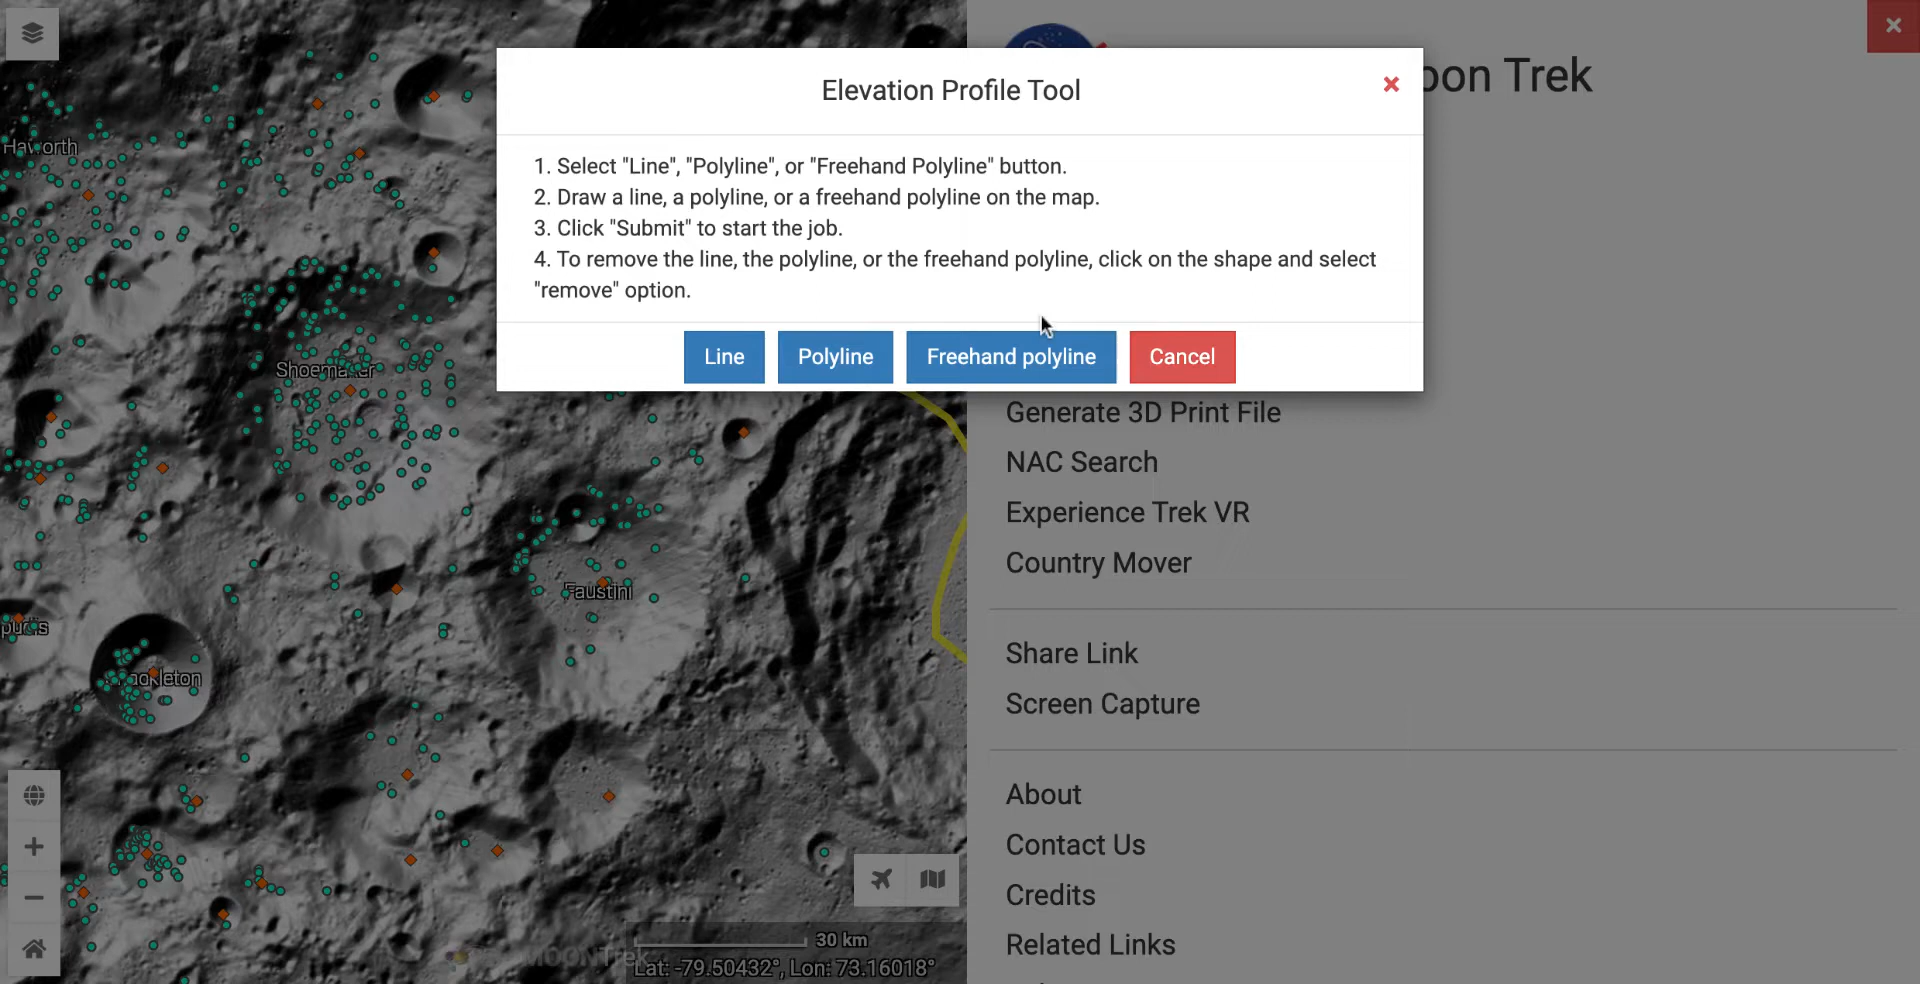 Elevation Profile Tool
oon Trek
1. Select "Line", "Polyline", or "Freehand Polyline" button.
2. Draw a line, a polyline, or a freehand polyline on the map.
3. Click "Submit" to start the job.
4. To remove the line, the polyline, or the freehand polyline, click on the shape and select
"remove" option.
Line
Polyline
Freehand polyline
Cancel
Generate 3D Print File
NAC Search
Experience Trek VR
Country Mover
Share Link
Screen Capture
About
Contact Us
Credits
Related Links
Haworth
Shoemaker
Faustini
30 km
MOONTrek
Lat: -79.50432°, Lon: 73.16018°